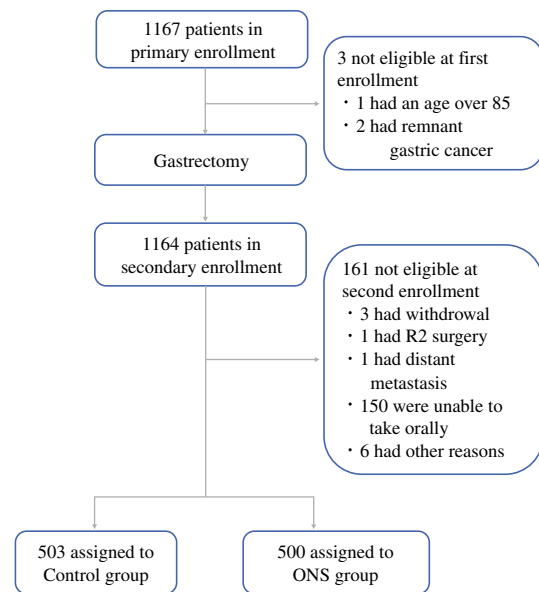 1167 patients in
primary enrollment
3 not eligible at first
enrollment
・1 had an age over 85
・2 had remnant
gastric cancer
Gastrectomy
1164 patients in
secondary enrollment
161 not eligible at
second enrollment
・3 had withdrawal
・1 had R2 surgery
・1 had distant
metastasis
・150 were unable to
take orally
・6 had other reasons
503 assigned to
Control group
500 assigned to
ONS group